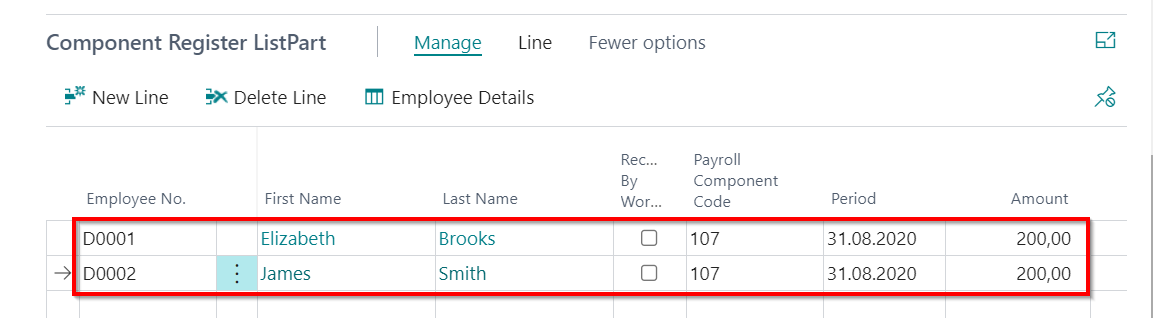 Component Register ListPart Manage Line Fewer options
New Line Delete Line Employee Details
Rec... Payroll
By Component
Employee No. First Name Last Name Wor... Code Period Amount
D0001 Elizabeth Brooks 107 31.08.2020 200,00
D0002 James Smith 107 31.08.2020 200,00